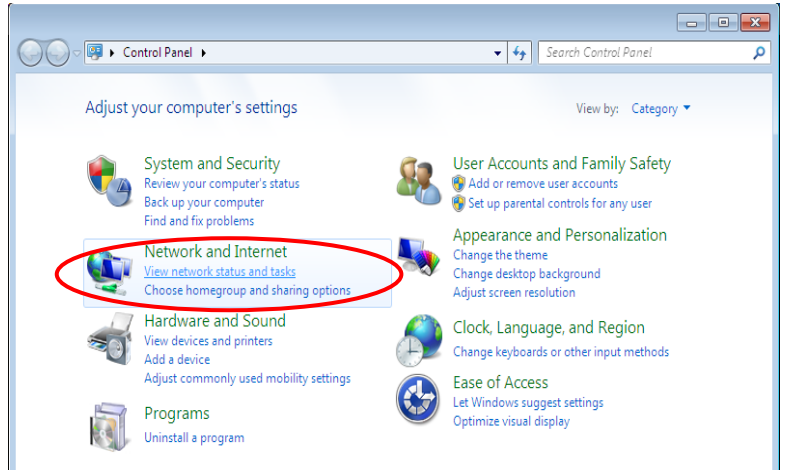 Control Panel
Search Control Panel
Adjust your computer's settings
View by: Category
System and Security
Review your computer's status
Back up your computer
Find and fix problems
Network and Internet
View network status and tasks
Choose homegroup and sharing options
Hardware and Sound
View devices and printers
Add a device
Adjust commonly used mobility settings
Programs
Uninstall a program
User Accounts and Family Safety
Add or remove user accounts
Set up parental controls for any user
Appearance and Personalization
Change the theme
Change desktop background
Adjust screen resolution
Clock, Language, and Region
Change keyboards or other input methods
Ease of Access
Let Windows suggest settings
Optimize visual display